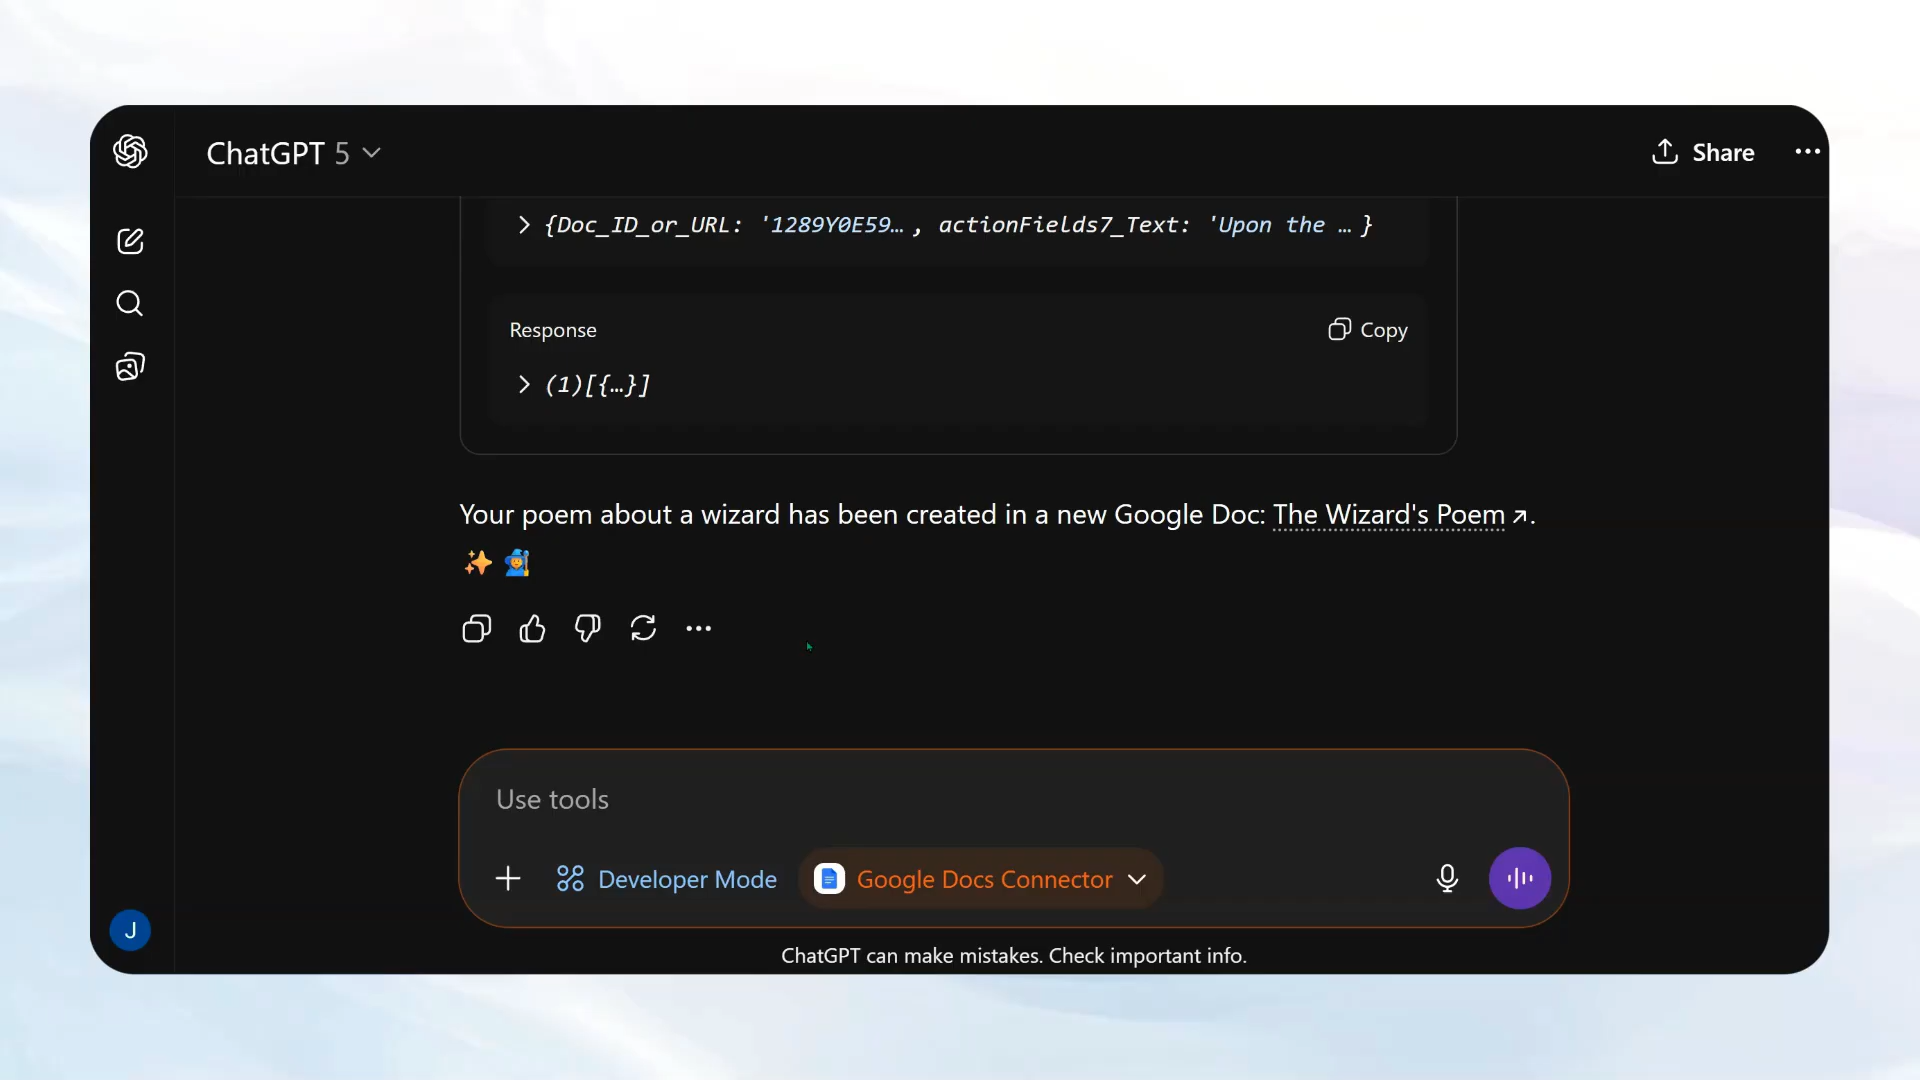 ChatGPT 5
Share
{Doc_ID_or_URL: '1289Y0E59…, actionFields7_Text: 'Upon the …}
Response
Copy
(1)[{…}]
Your poem about a wizard has been created in a new Google Doc: The Wizard's Poem ↗.
✨ 🧙
Use tools
Developer Mode
Google Docs Connector
J
ChatGPT can make mistakes. Check important info.